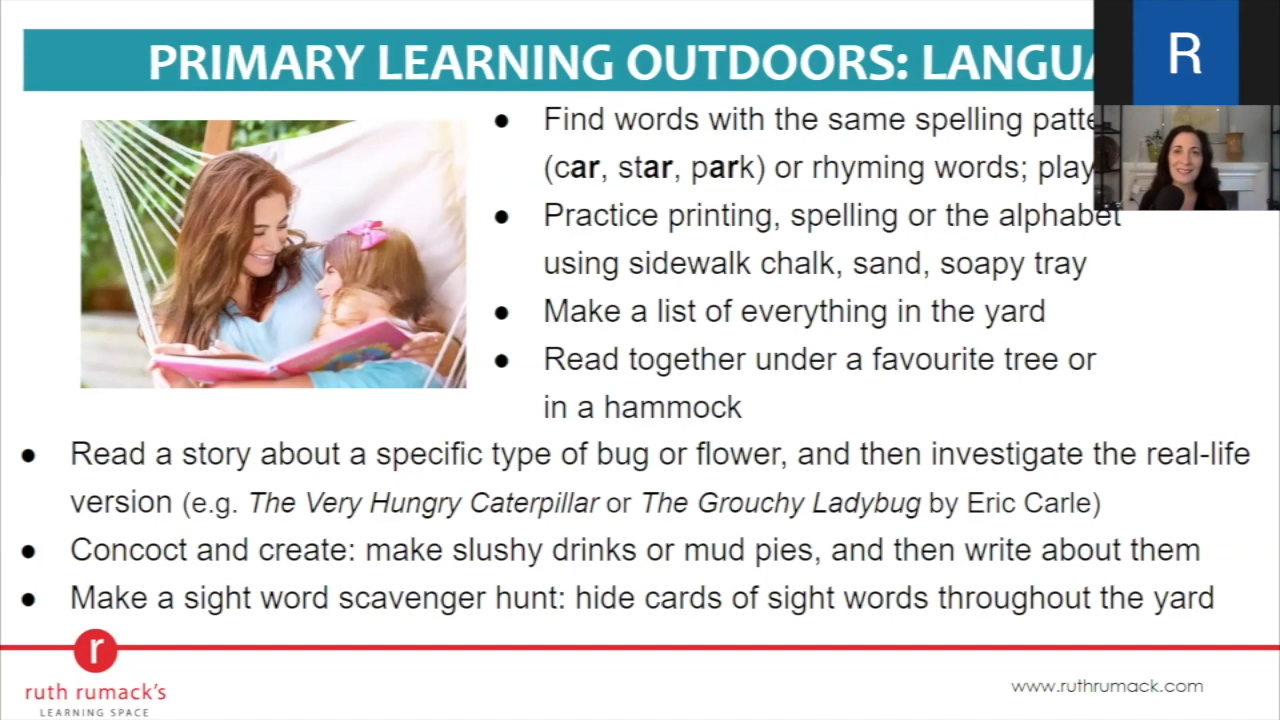 PRIMARY LEARNING OUTDOORS: LANGUA
R
● Find words with the same spelling patte
(car, star, park) or rhyming words; play
● Practice printing, spelling or the alphabet
using sidewalk chalk, sand, soapy tray
● Make a list of everything in the yard
● Read together under a favourite tree or
in a hammock
● Read a story about a specific type of bug or flower, and then investigate the real-life
version (e.g. The Very Hungry Caterpillar or The Grouchy Ladybug by Eric Carle)
● Concoct and create: make slushy drinks or mud pies, and then write about them
● Make a sight word scavenger hunt: hide cards of sight words throughout the yard
r
ruth rumack's
LEARNING SPACE
www.ruthrumack.com